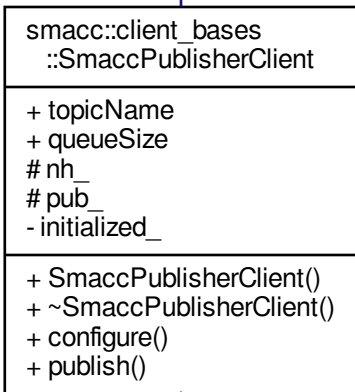 smacc::client_bases
::SmaccPublisherClient
+ topicName
+ queueSize
# nh_
# pub_
- initialized_
+ SmaccPublisherClient()
+ ~SmaccPublisherClient()
+ configure()
+ publish()